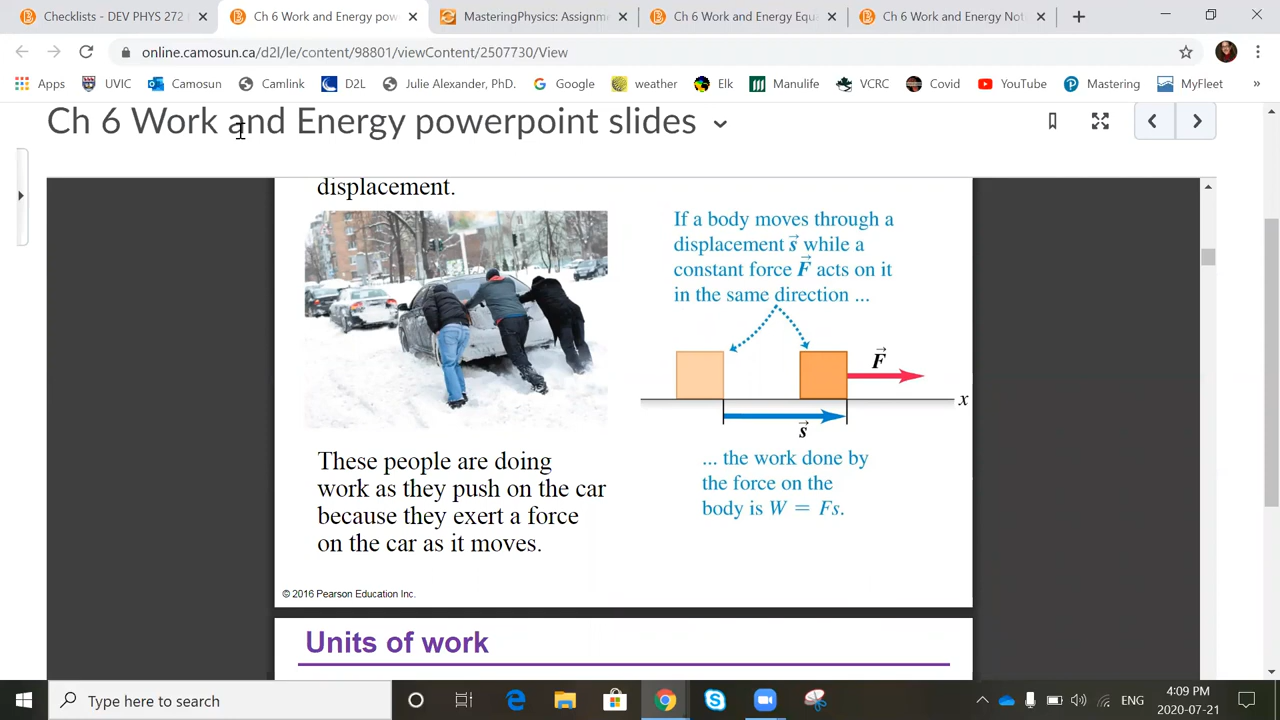 Checklists - DEV PHYS 272
Ch 6 Work and Energy pow
MasteringPhysics: Assignm
Ch 6 Work and Energy Equ
Ch 6 Work and Energy Not
online.camosun.ca/d2l/le/content/98801/viewContent/2507730/View
Apps UVIC Camosun Camlink D2L Julie Alexander, PhD. Google weather Elk Manulife VCRC Covid YouTube Mastering MyFleet »
Ch 6 Work and Energy powerpoint slides
displacement.
These people are doing
work as they push on the car
because they exert a force
on the car as it moves.
If a body moves through a
displacement s⃗ while a
constant force F⃗ acts on it
in the same direction ...
F⃗
x
s⃗
... the work done by
the force on the
body is W = Fs.
© 2016 Pearson Education Inc.
Units of work
Type here to search
ENG
4:09 PM
2020-07-21